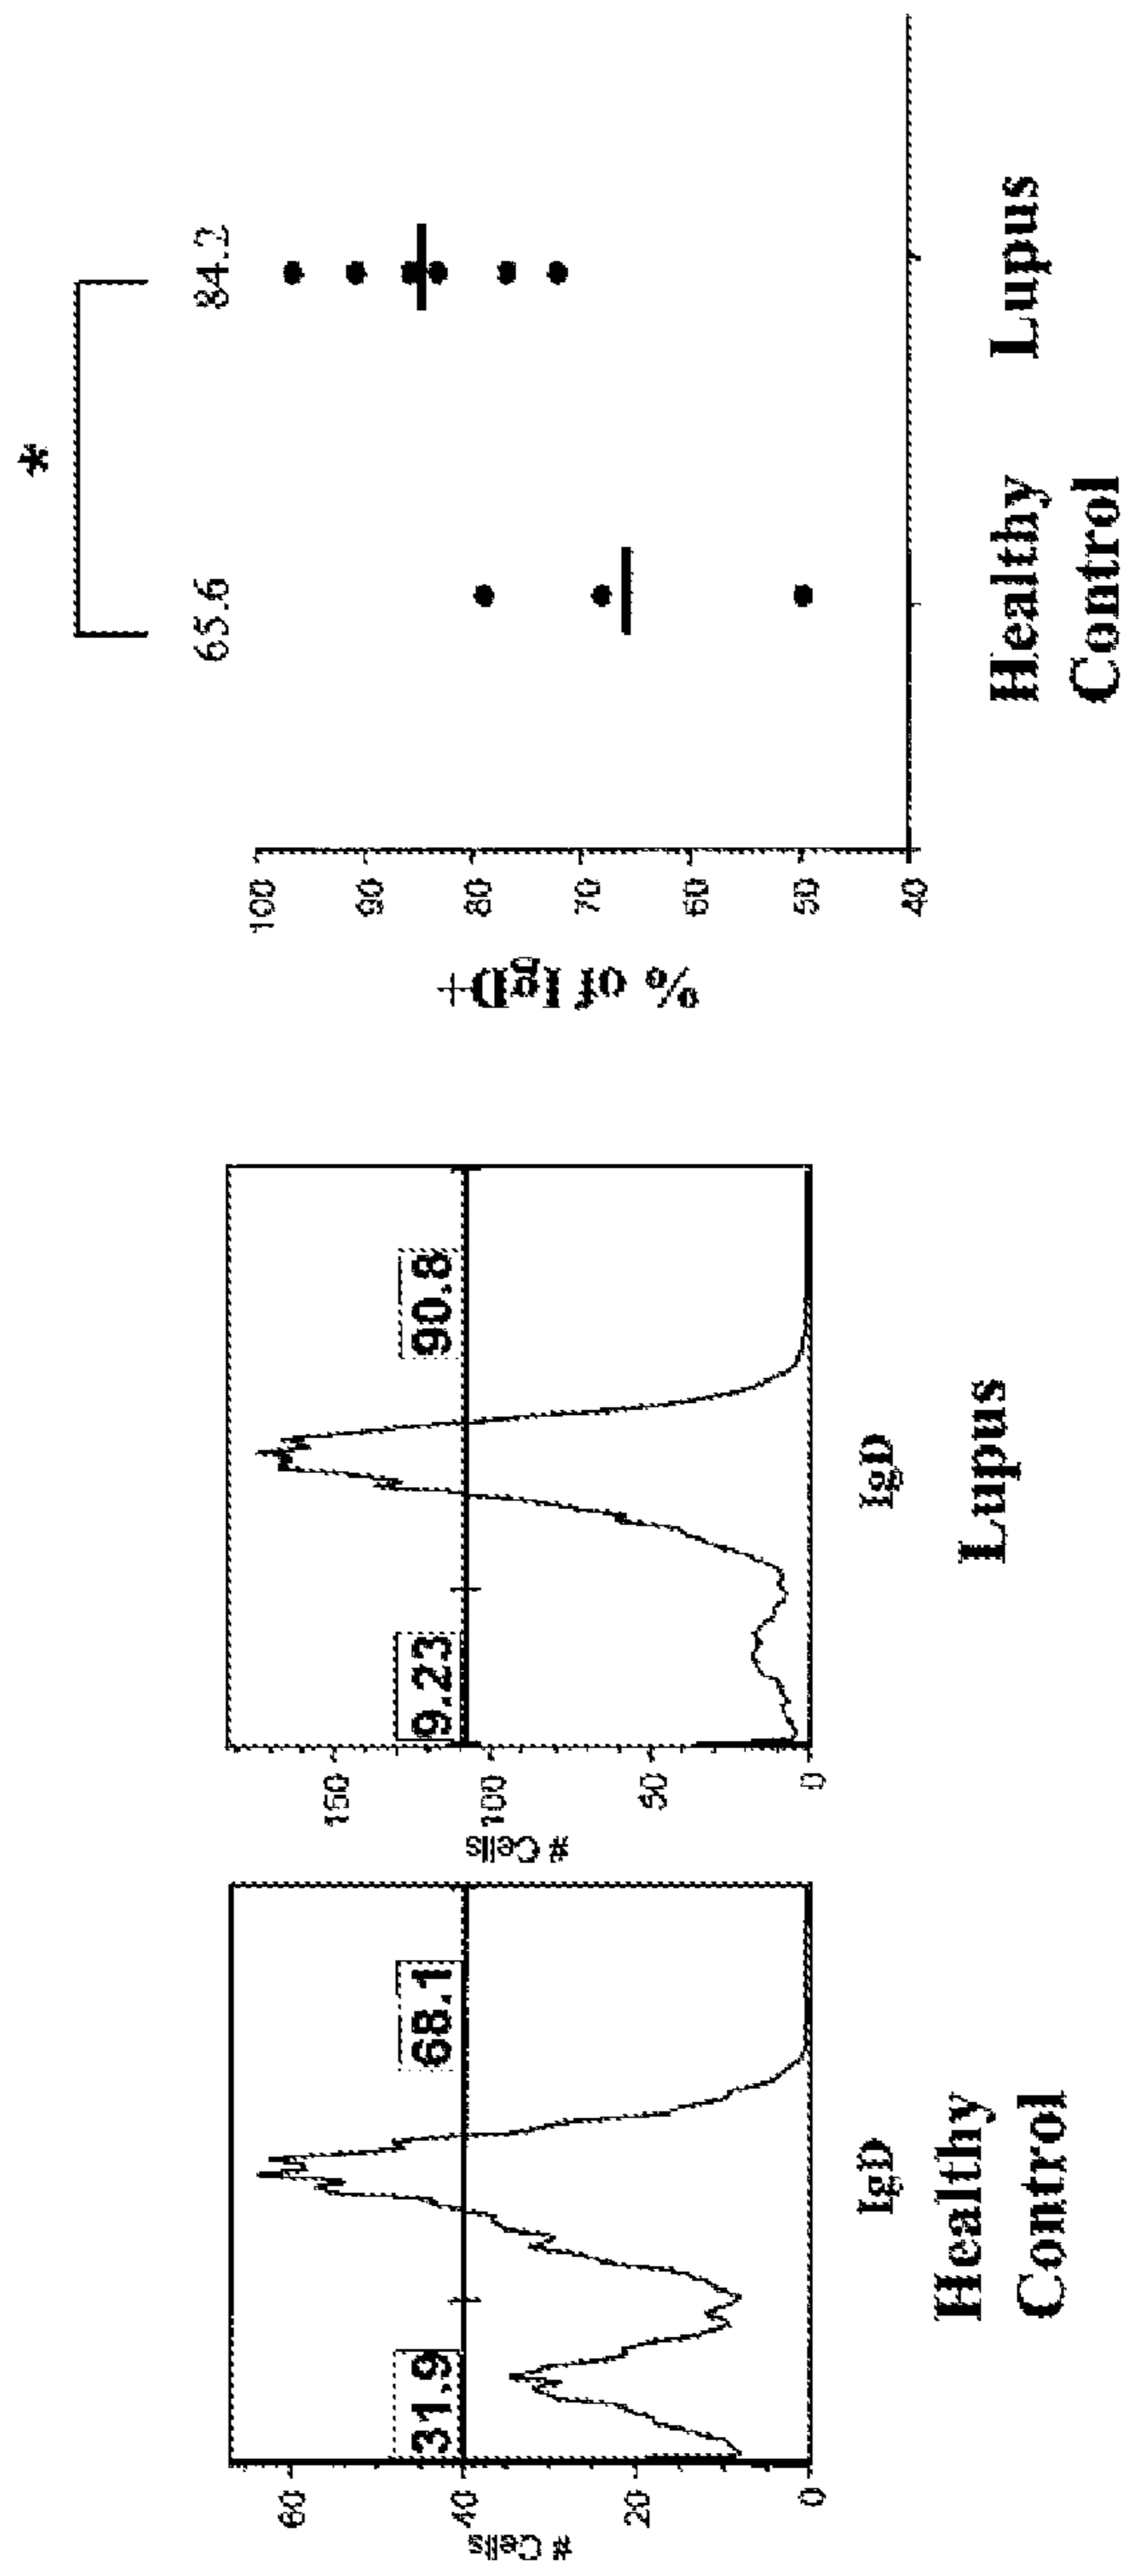 60
40
20
0
# Cells
31.9
68.1
IgD
Healthy
Control
150
100
50
0
# Cells
9.23
90.8
IgD
Lupus
*
65.6
84.2
100
90
80
70
60
50
40
% of IgD+
Healthy
Control
Lupus